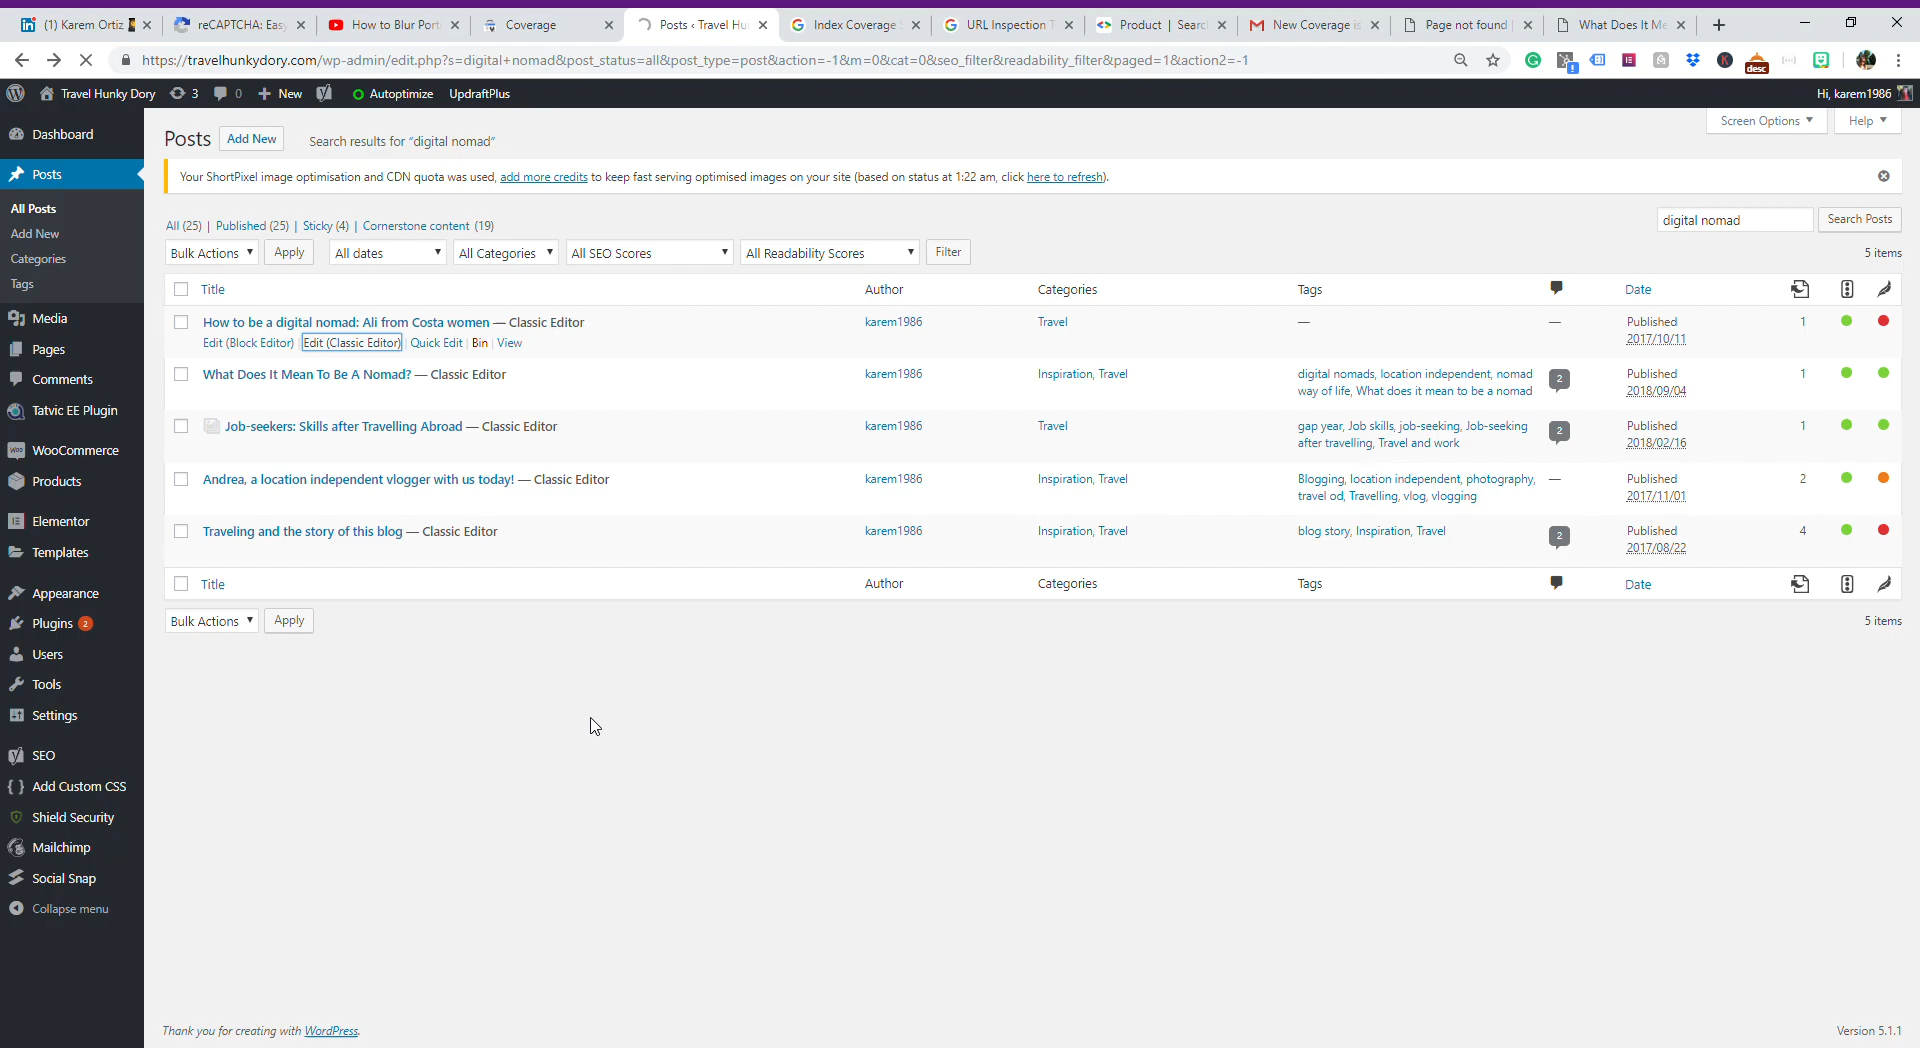 (1) Karem Ortiz
reCAPTCHA: Eas
How to Blur Port
Coverage
Posts ‹ Travel Hu
Index Coverage S
URL Inspection T
Product | Searc
New Coverage is
Page not found
What Does It Me
https://travelhunkydory.com/wp-admin/edit.php?s=digital+nomad&post_status=all&post_type=post&action=-1&m=0&cat=0&seo_filter&readability_filter&paged=1&action2=-1
desc
Travel Hunky Dory 3 0 New Autoptimize UpdraftPlus Hi, karem1986
Screen Options Help
Dashboard
Posts
All Posts
Add New
Categories
Tags
Media
Pages
Comments
Tatvic EE Plugin
WooCommerce
Products
Elementor
Templates
Appearance
Plugins 2
Users
Tools
Settings
SEO
Add Custom CSS
Shield Security
Mailchimp
Social Snap
Collapse menu
Posts Add New Search results for “digital nomad”
Your ShortPixel image optimisation and CDN quota was used, add more credits to keep fast serving optimised images on your site (based on status at 1:22 am, click here to refresh).
All (25) | Published (25) | Sticky (4) | Cornerstone content (19)
digital nomad Search Posts
Bulk Actions Apply All dates All Categories All SEO Scores All Readability Scores Filter 5 items
Title Author Categories Tags Date
How to be a digital nomad: Ali from Costa women — Classic Editor karem1986 Travel — — Published 1
Edit (Block Editor) | Edit (Classic Editor) | Quick Edit | Bin | View 2017/10/11
What Does It Mean To Be A Nomad? — Classic Editor karem1986 Inspiration, Travel digital nomads, location independent, nomad 2 Published 1
way of life, What does it mean to be a nomad 2018/09/04
Job-seekers: Skills after Travelling Abroad — Classic Editor karem1986 Travel gap year, Job skills, job-seeking, Job-seeking 2 Published 1
after travelling, Travel and work 2018/02/16
Andrea, a location independent vlogger with us today! — Classic Editor karem1986 Inspiration, Travel Blogging, location independent, photography, — Published 2
travel od, Travelling, vlog, vlogging 2017/11/01
Traveling and the story of this blog — Classic Editor karem1986 Inspiration, Travel blog story, Inspiration, Travel 2 Published 4
2017/08/22
Title Author Categories Tags Date
Bulk Actions Apply 5 items
Thank you for creating with WordPress. Version 5.1.1